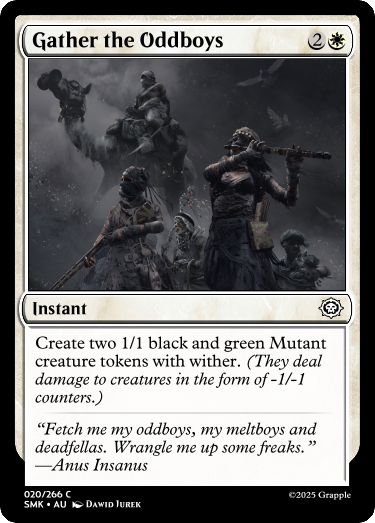 Gather the Oddboys 2
Instant
Create two 1/1 black and green Mutant
creature tokens with wither. (They deal
damage to creatures in the form of -1/-1
counters.)
“Fetch me my oddboys, my meltboys and
deadfellas. Wrangle me up some freaks.”
—Anus Insanus
020/266 C
SMK • AU Dawid Jurek
©2025 Grapple